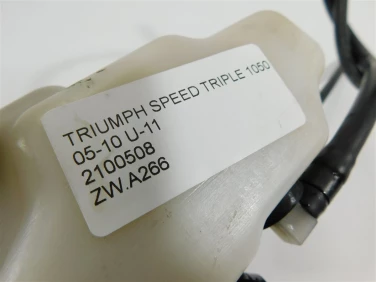 TRIUMPH SPEED TRIPLE 1050
05-10 U-11
2100508
ZW.A266